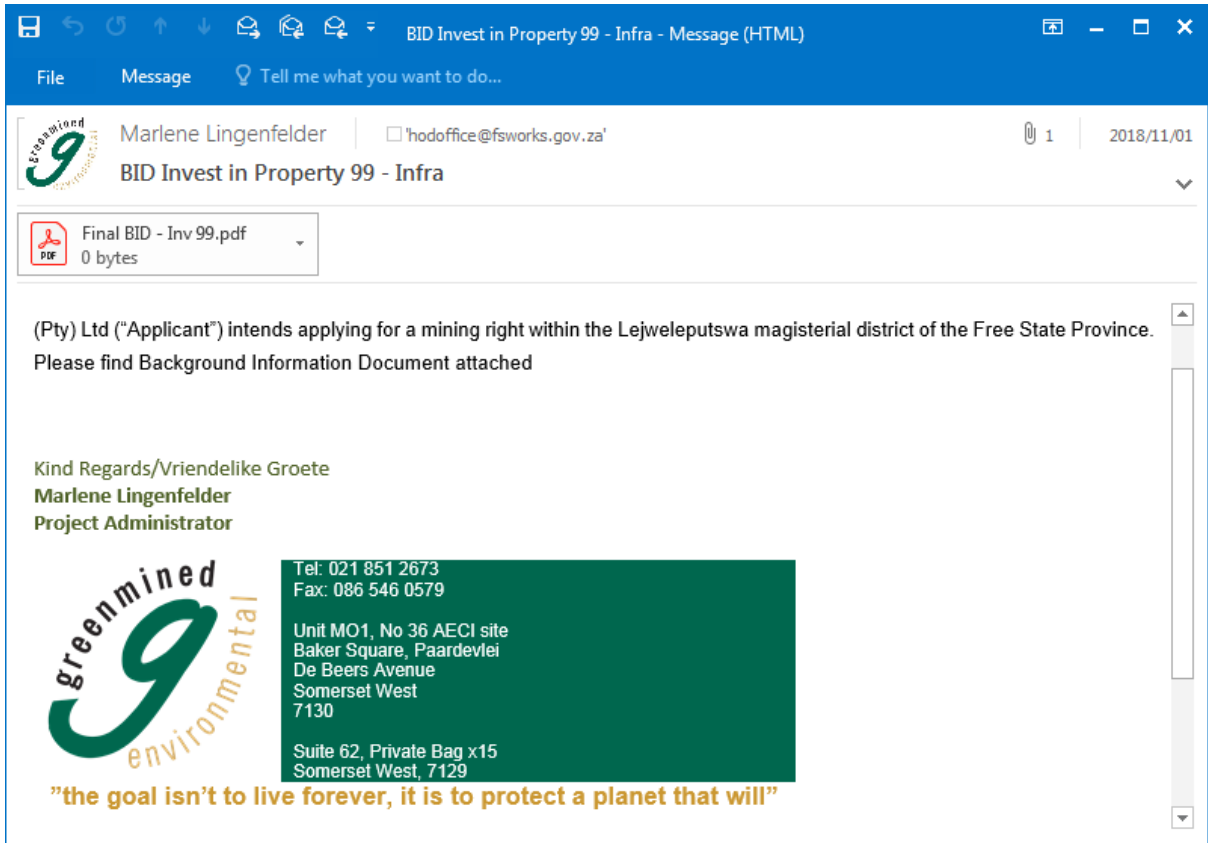 BID Invest in Property 99 - Infra - Message (HTML)
File Message Tell me what you want to do...
greenmined environmental
Marlene Lingenfelder 'hodoffice@fsworks.gov.za' 1 2018/11/01
BID Invest in Property 99 - Infra
PDF
Final BID - Inv 99.pdf
0 bytes
(Pty) Ltd (“Applicant”) intends applying for a mining right within the Lejweleputswa magisterial district of the Free State Province.
Please find Background Information Document attached
Kind Regards/Vriendelike Groete
Marlene Lingenfelder
Project Administrator
greenmined
environmental
Tel: 021 851 2673
Fax: 086 546 0579
Unit MO1, No 36 AECI site
Baker Square, Paardevlei
De Beers Avenue
Somerset West
7130
Suite 62, Private Bag x15
Somerset West, 7129
”the goal isn’t to live forever, it is to protect a planet that will”